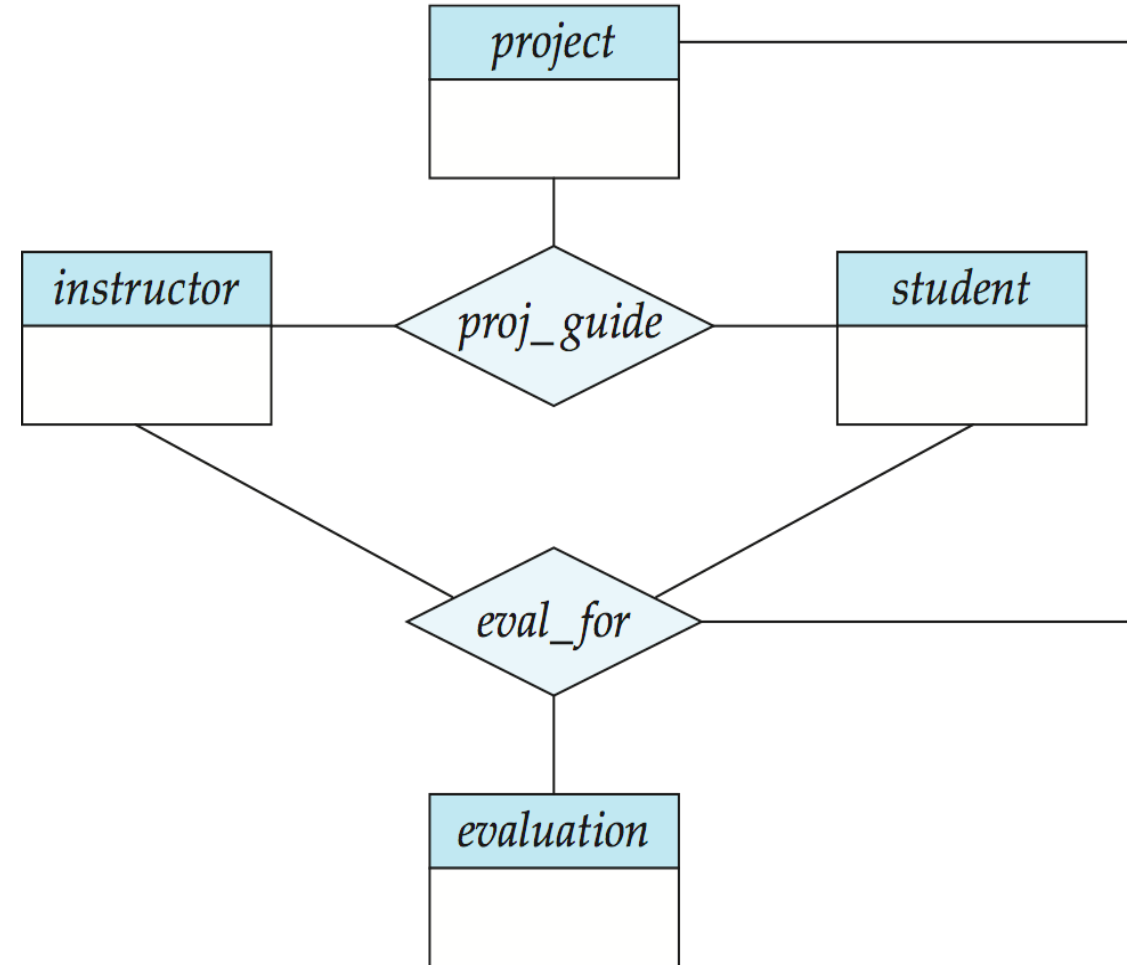 project
instructor
proj_guide
student
eval_for
evaluation